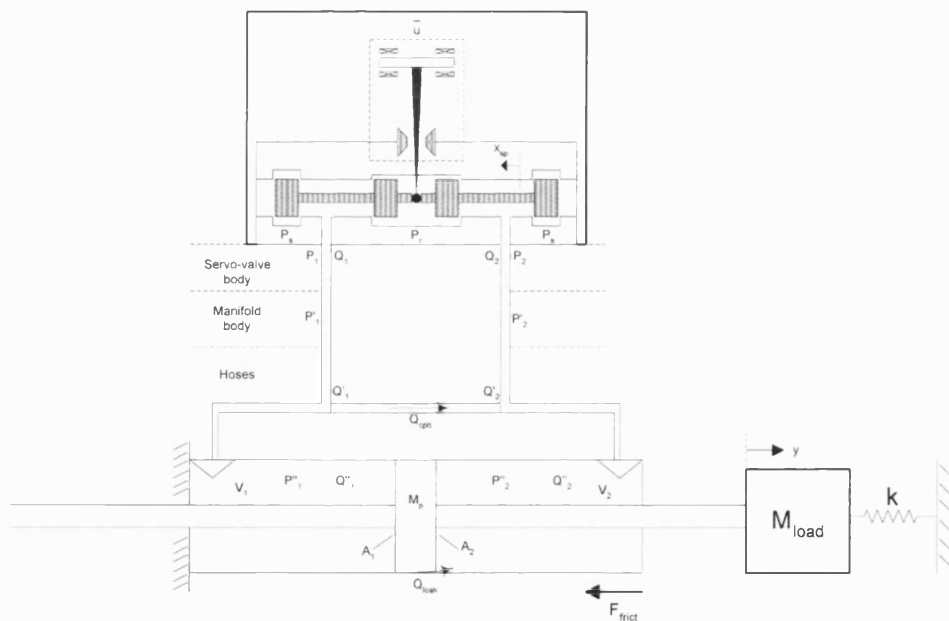 ū
X_sp
P_s P_r P_s
P_1 Q_1 Q_2 P_2
Servo-valve
body
Manifold
body
P'_1 P'_2
Hoses
Q'_1 Q'_2
Q_cpn
y
V_1 P"_1 Q"_1 P"_2 Q"_2 V_2
M_p
k
M_load
A_1 A_2
Q_leak
F_frict